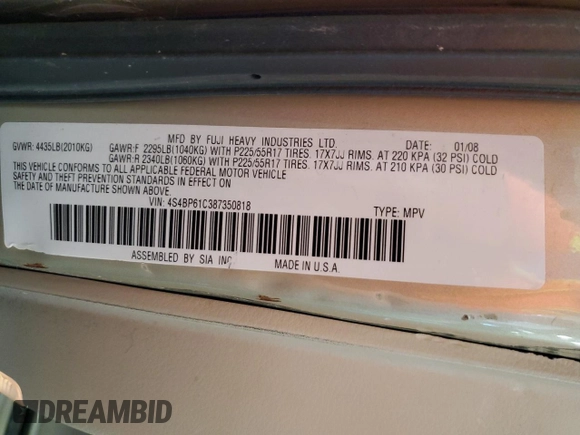 MFD BY FUJI HEAVY INDUSTRIES LTD. DATE: 01/08
GVWR: 4435LB(2010KG) GAWR:F 2295LB(1040KG) WITH P225/55R17 TIRES. 17X7JJ RIMS. AT 220 KPA (32 PSI) COLD
GAWR:R 2340LB(1060KG) WITH P225/55R17 TIRES. 17X7JJ RIMS. AT 210 KPA (30 PSI) COLD
THIS VEHICLE CONFORMS TO ALL APPLICABLE FEDERAL MOTOR VEHICLE
SAFETY AND THEFT PREVENTION STANDARDS IN EFFECT ON
THE DATE OF MANUFACTURE SHOWN ABOVE.
VIN: 4S4BP61C387350818 TYPE: MPV
ASSEMBLED BY SIA INC. MADE IN U.S.A.
DREAMBID